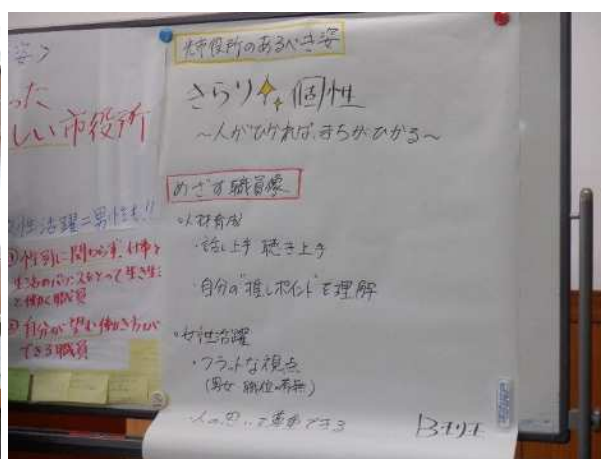 った
しい市役所
性活躍=男性も!!
①性別に関わらず、仕事と
生活のバランスをとって生き生き
と働く職員
②自分が望む働き方が
できる職員
光市役所のあるべき姿
きらり 個性
～人がひかれば、まちがひかる～
めざす職員像
・人材育成
・話し上手 聴き上手
・自分の"推しポイント"を理解
・女性活躍
・フラットな視点
(男女 職位の有無)